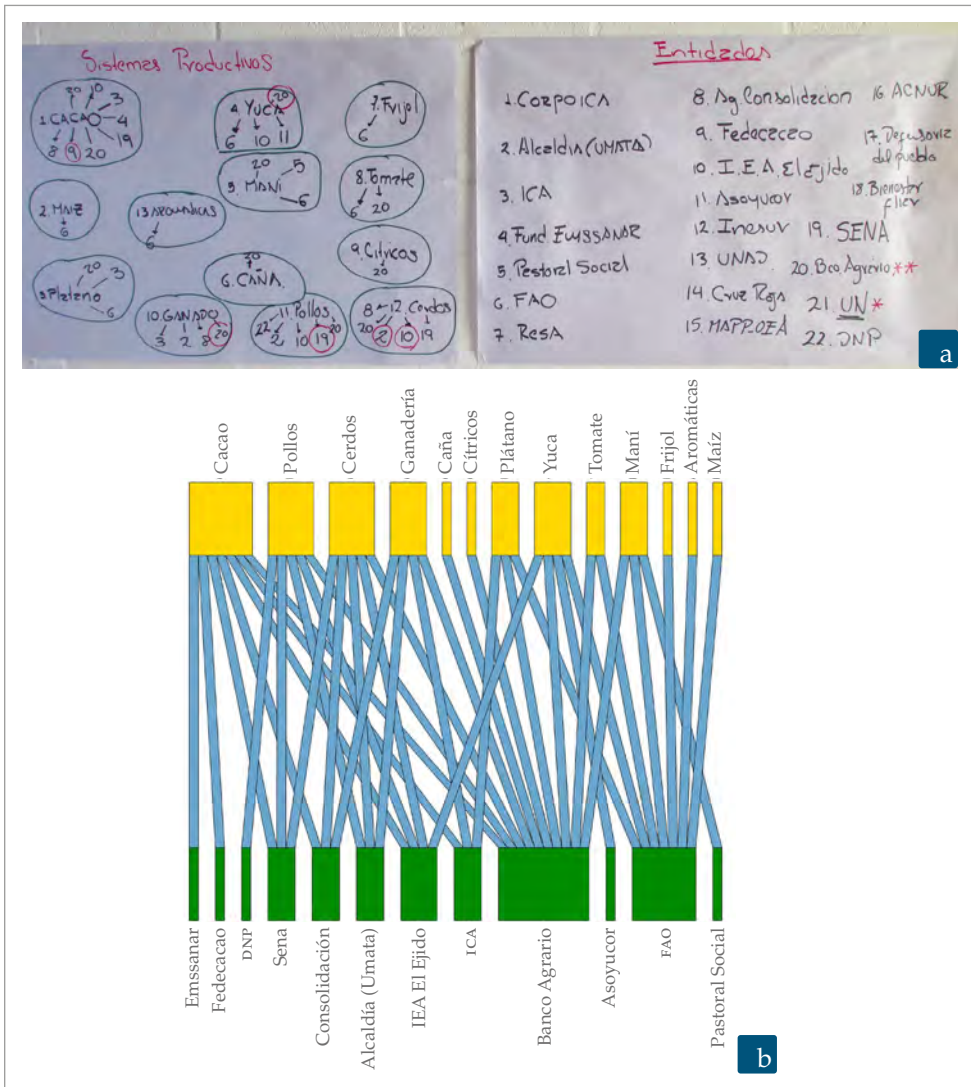 Sistemas Productivos
20 10 3
1. CACAO 4
19
8 9 20
20
4. YUCA
6 10 11
7. Frijol
6
20 5
3. MANI
6
8. Tomate
6 20
2. MAIZ
6
13 AROMATICAS
6
9. Citricos
20
20
6. CAÑA
20 3
Plátano
6
10. GANADO
3 2 8 20
11 Pollos
22 2 10 19 20
8 12. Cerdos
20 2 10 19
Entidades
1. CORPOICA
2. Alcaldia (UMATA)
3. ICA
4. Fund. EMSSANAR
5. Pastoral Social
6. FAO
7. ResA
8. Ag. Consolidacion
9. Fedecacao
10. I.E.A. El Ejido
11. Asoyucor
12. Inesur
13. UNAD
14. Cruz Roja
15. MAPP.OEA
16. ACNUR
17. Defensoria
del pueblo
18. Bienestar
19. SENA
20. Bco. Agrario **
21. UN *
22. DNP
a
Cacao
Pollos
Cerdos
Ganadería
Caña
Cítricos
Plátano
Yuca
Tomate
Maní
Frijol
Aromáticas
Maíz
Emssanar
Fedecacao
DNP
Sena
Consolidación
Alcaldía (Umata)
IEA El Ejido
ICA
Banco Agrario
Asoyucor
FAO
Pastoral Social
b